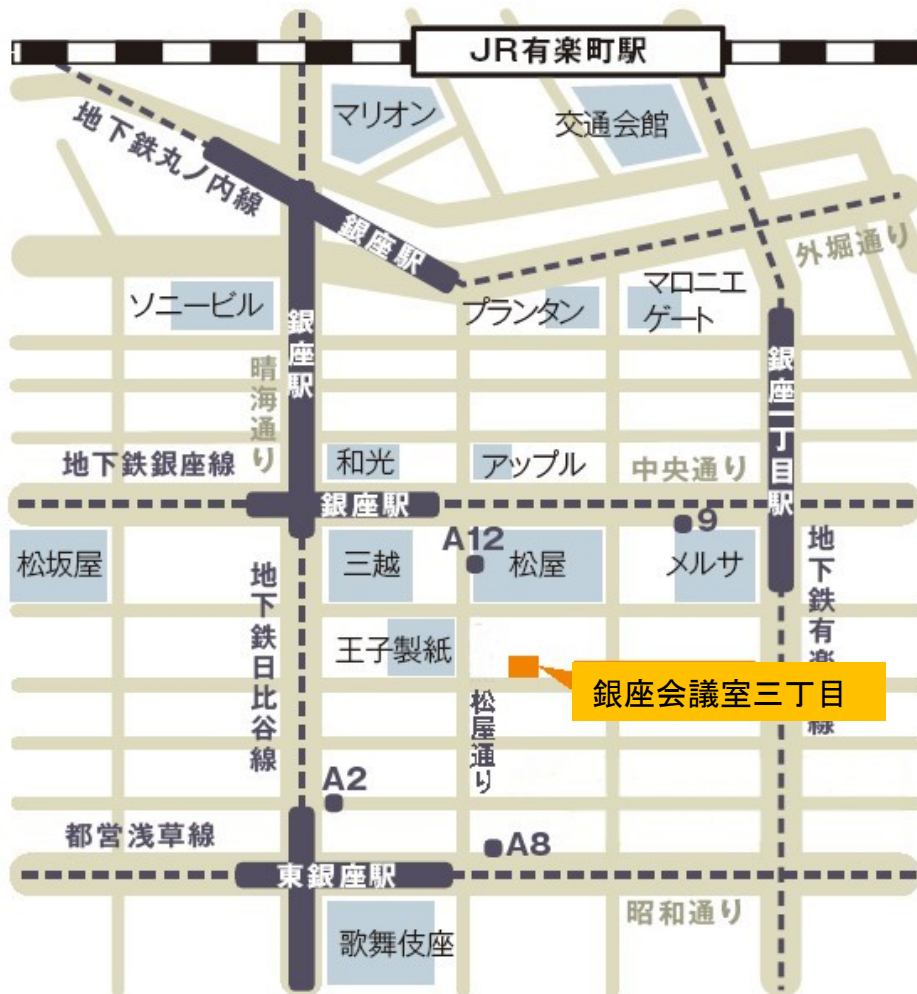 JR有楽町駅
マリオン
交通会館
地下鉄丸ノ内線
銀座駅
外堀通り
ソニービル
プランタン
マロニエ
ゲート
銀座駅
晴海通り
銀座一丁目駅
地下鉄銀座線
和光
アップル
中央通り
銀座駅
9
A12
松坂屋
三越
松屋
メルサ
地下鉄日比谷線
地下鉄有楽
線
王子製紙
銀座会議室三丁目
松屋通り
A2
A8
都営浅草線
東銀座駅
昭和通り
歌舞伎座